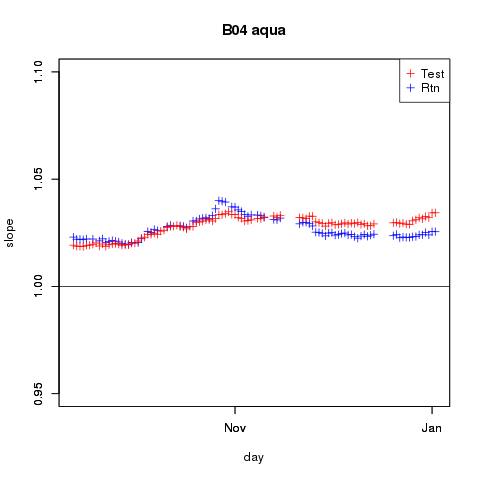 B04 aqua
Test
Rtn
1.10
1.05
1.00
0.95
slope
Nov
Jan
day